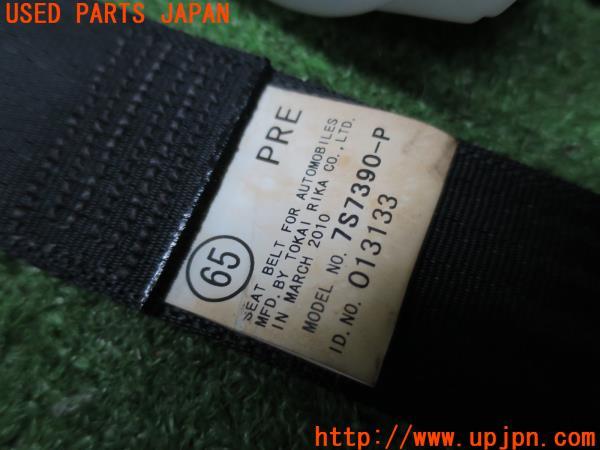 USED PARTS JAPAN
65
PRE
SEAT BELT FOR AUTOMOBILES
MFD. BY TOKAI RIKA CO., LTD.
IN MARCH 2010
MODEL NO. 7S7390-P
ID. NO. 013133
UPJ
http://www.upjpn.com